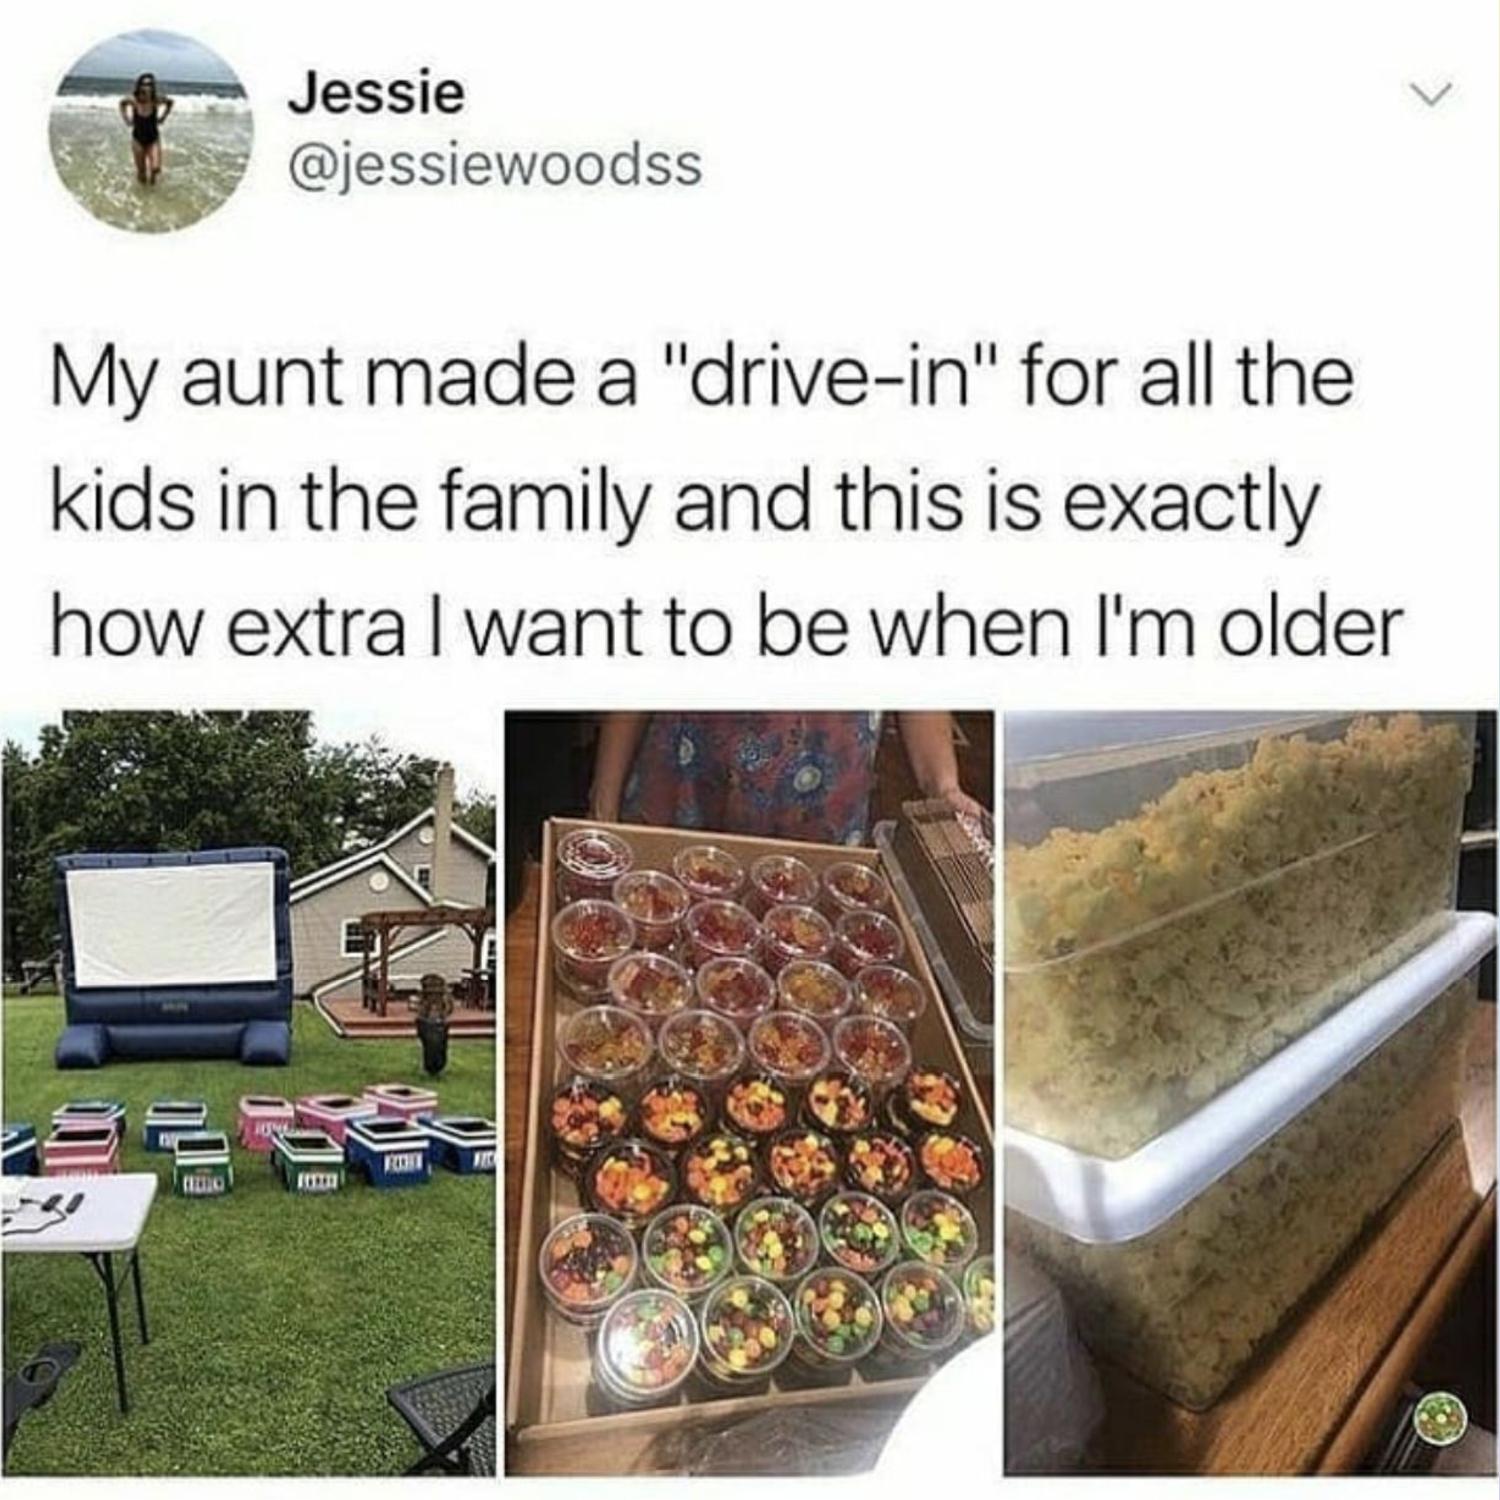 Jessie
@jessiewoodss
My aunt made a "drive-in" for all the
kids in the family and this is exactly
how extra I want to be when I'm older